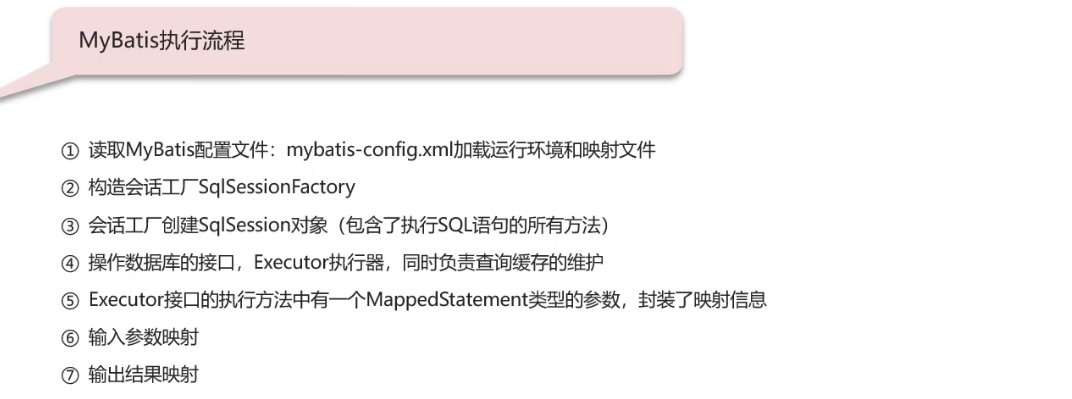 MyBatis执行流程
① 读取MyBatis配置文件：mybatis-config.xml加载运行环境和映射文件
② 构造会话工厂SqlSessionFactory
③ 会话工厂创建SqlSession对象（包含了执行SQL语句的所有方法）
④ 操作数据库的接口，Executor执行器，同时负责查询缓存的维护
⑤ Executor接口的执行方法中有一个MappedStatement类型的参数，封装了映射信息
⑥ 输入参数映射
⑦ 输出结果映射